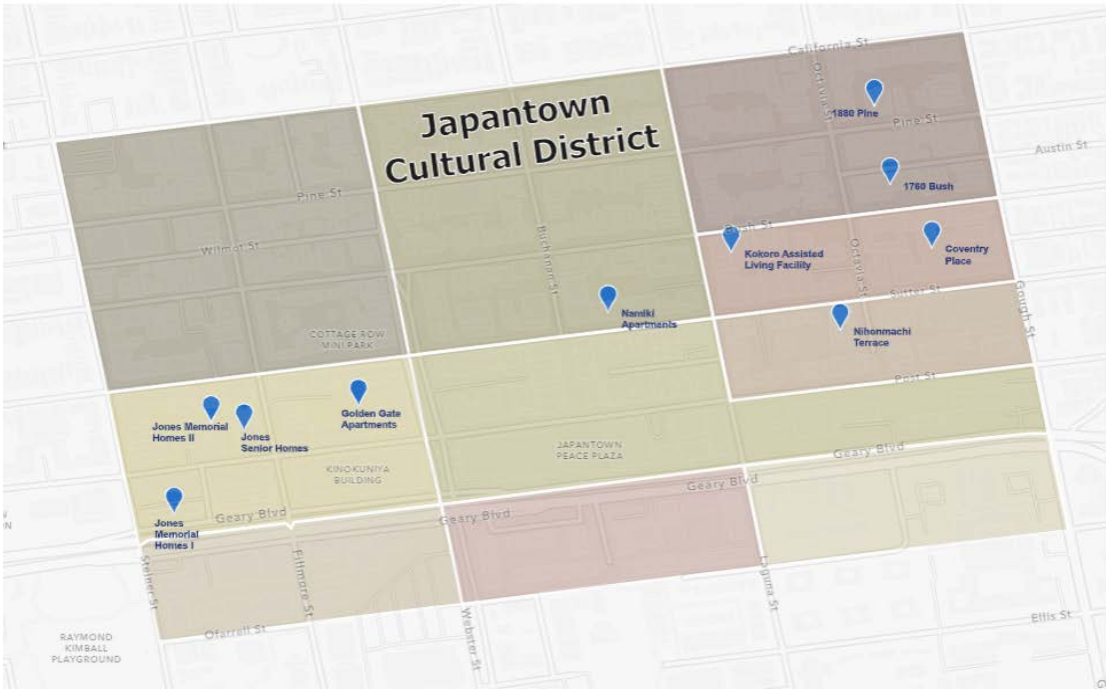 Japantown
Cultural District
California St
Octavia St
1880 Pine
Pine St
Austin St
1760 Bush
Pine St
Wilmot St
Buchanan St
Bush St
Kokoro Assisted
Living Facility
Octavia St
Coventry
Place
Sutter St
Gough St
Namiki
Apartments
Nihonmachi
Terrace
COTTAGE ROW
MINI PARK
Post St
Jones Memorial
Homes II
Jones
Senior Homes
Golden Gate
Apartments
JAPANTOWN
PEACE PLAZA
Geary Blvd
KINOKUNIYA
BUILDING
Geary Blvd
Geary Blvd
Geary Blvd
Jones
Memorial
Homes I
Steiner St
Fillmore St
Webster St
Laguna St
Ofarrell St
Ellis St
RAYMOND
KIMBALL
PLAYGROUND